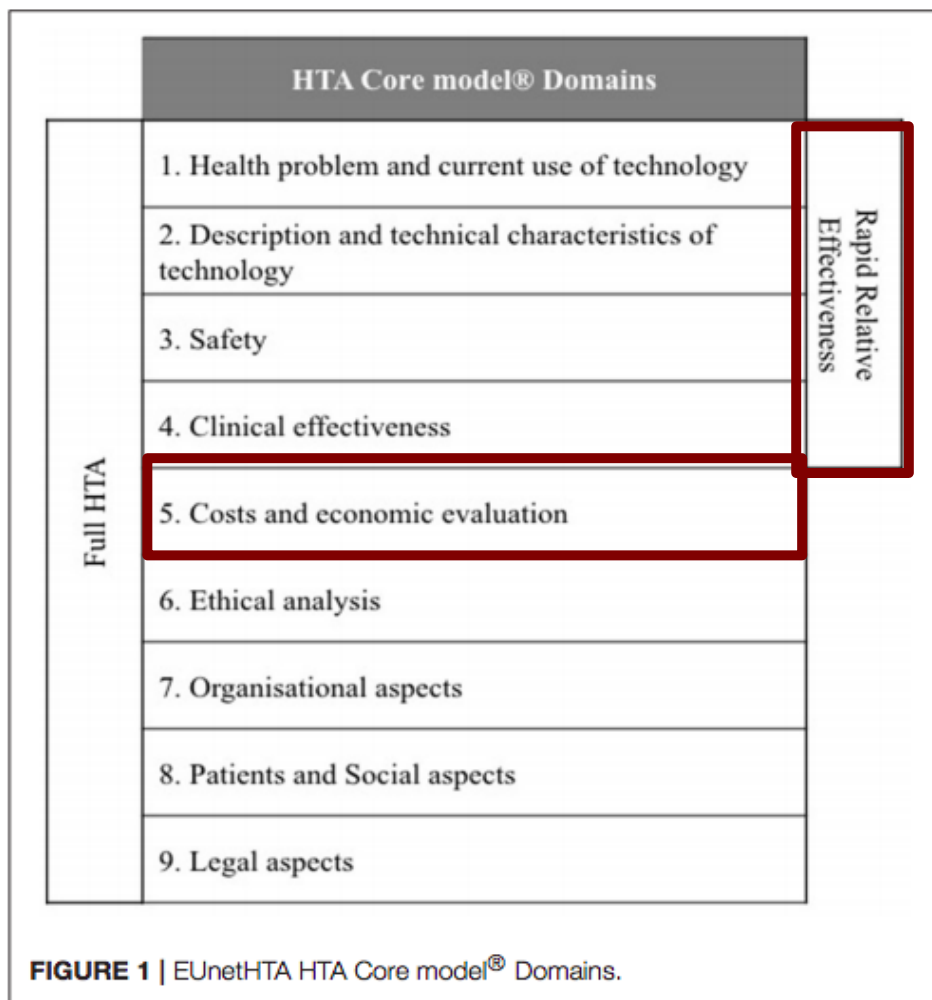 HTA Core model® Domains
Full HTA
1. Health problem and current use of technology
2. Description and technical characteristics of
technology
3. Safety
4. Clinical effectiveness
5. Costs and economic evaluation
6. Ethical analysis
7. Organisational aspects
8. Patients and Social aspects
9. Legal aspects
Rapid Relative
Effectiveness
FIGURE 1 | EUnetHTA HTA Core model® Domains.